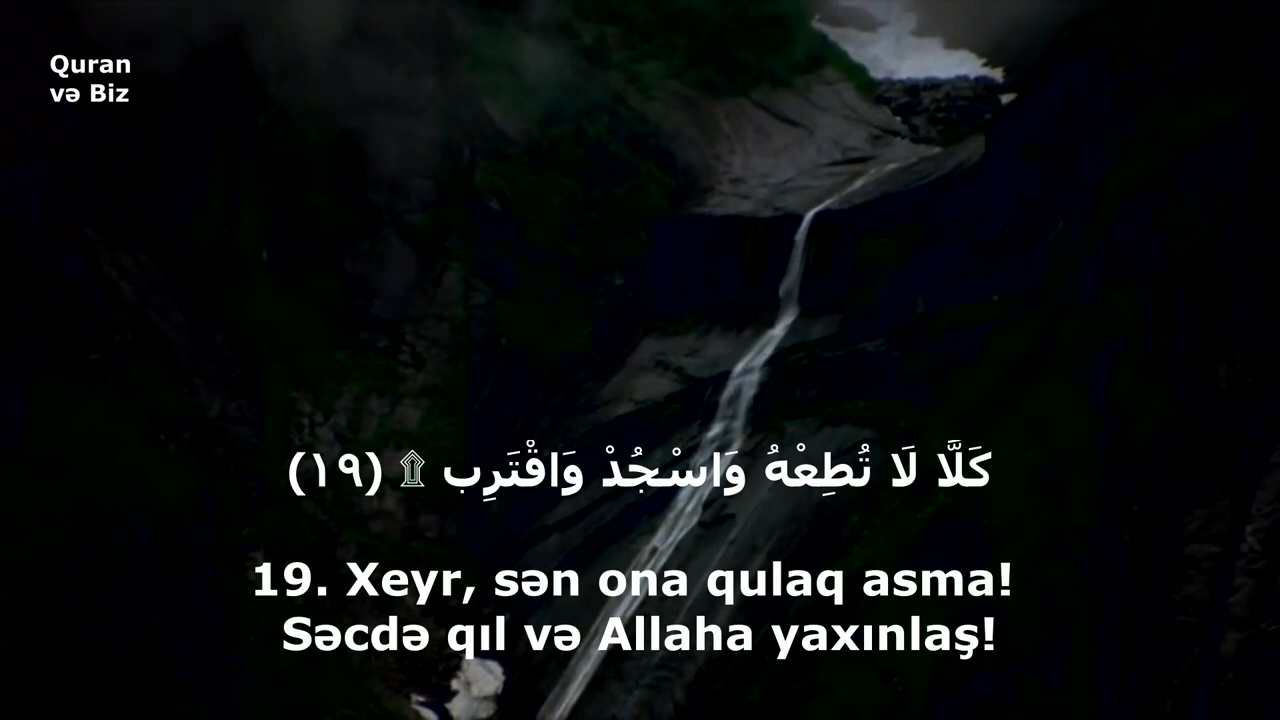 Quran
və Biz
كَلَّا لَا تُطِعْهُ وَاسْجُدْ وَاقْتَرِب ۩ ﴿١٩﴾
19. Xeyr, sən ona qulaq asma!
Səcdə qıl və Allaha yaxınlaş!